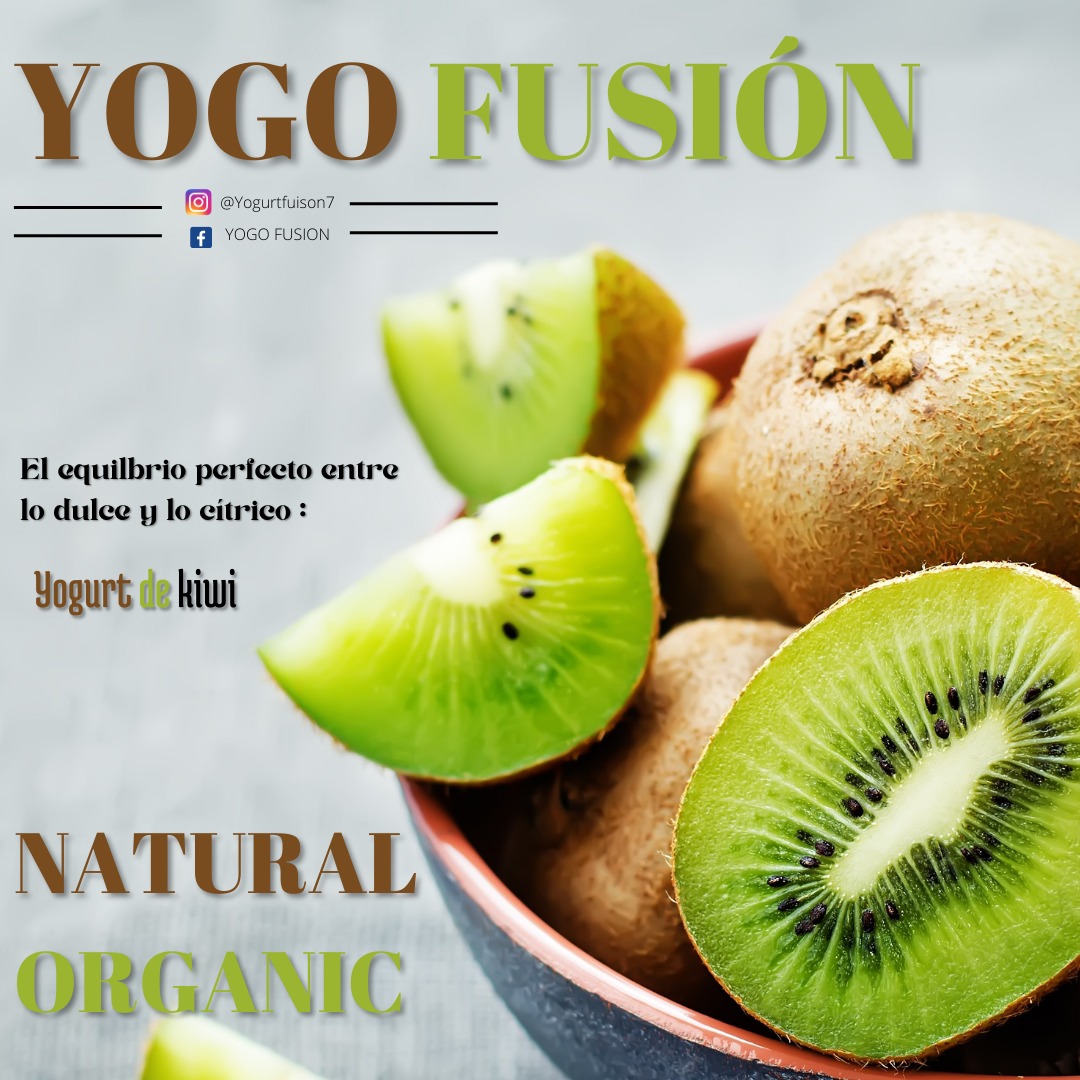 YOGO FUSIÓN
@Yogurtfuison7
YOGO FUSION
El equilbrio perfecto entre
lo dulce y lo cítrico :
Yogurt de kiwi
NATURAL
ORGANIC